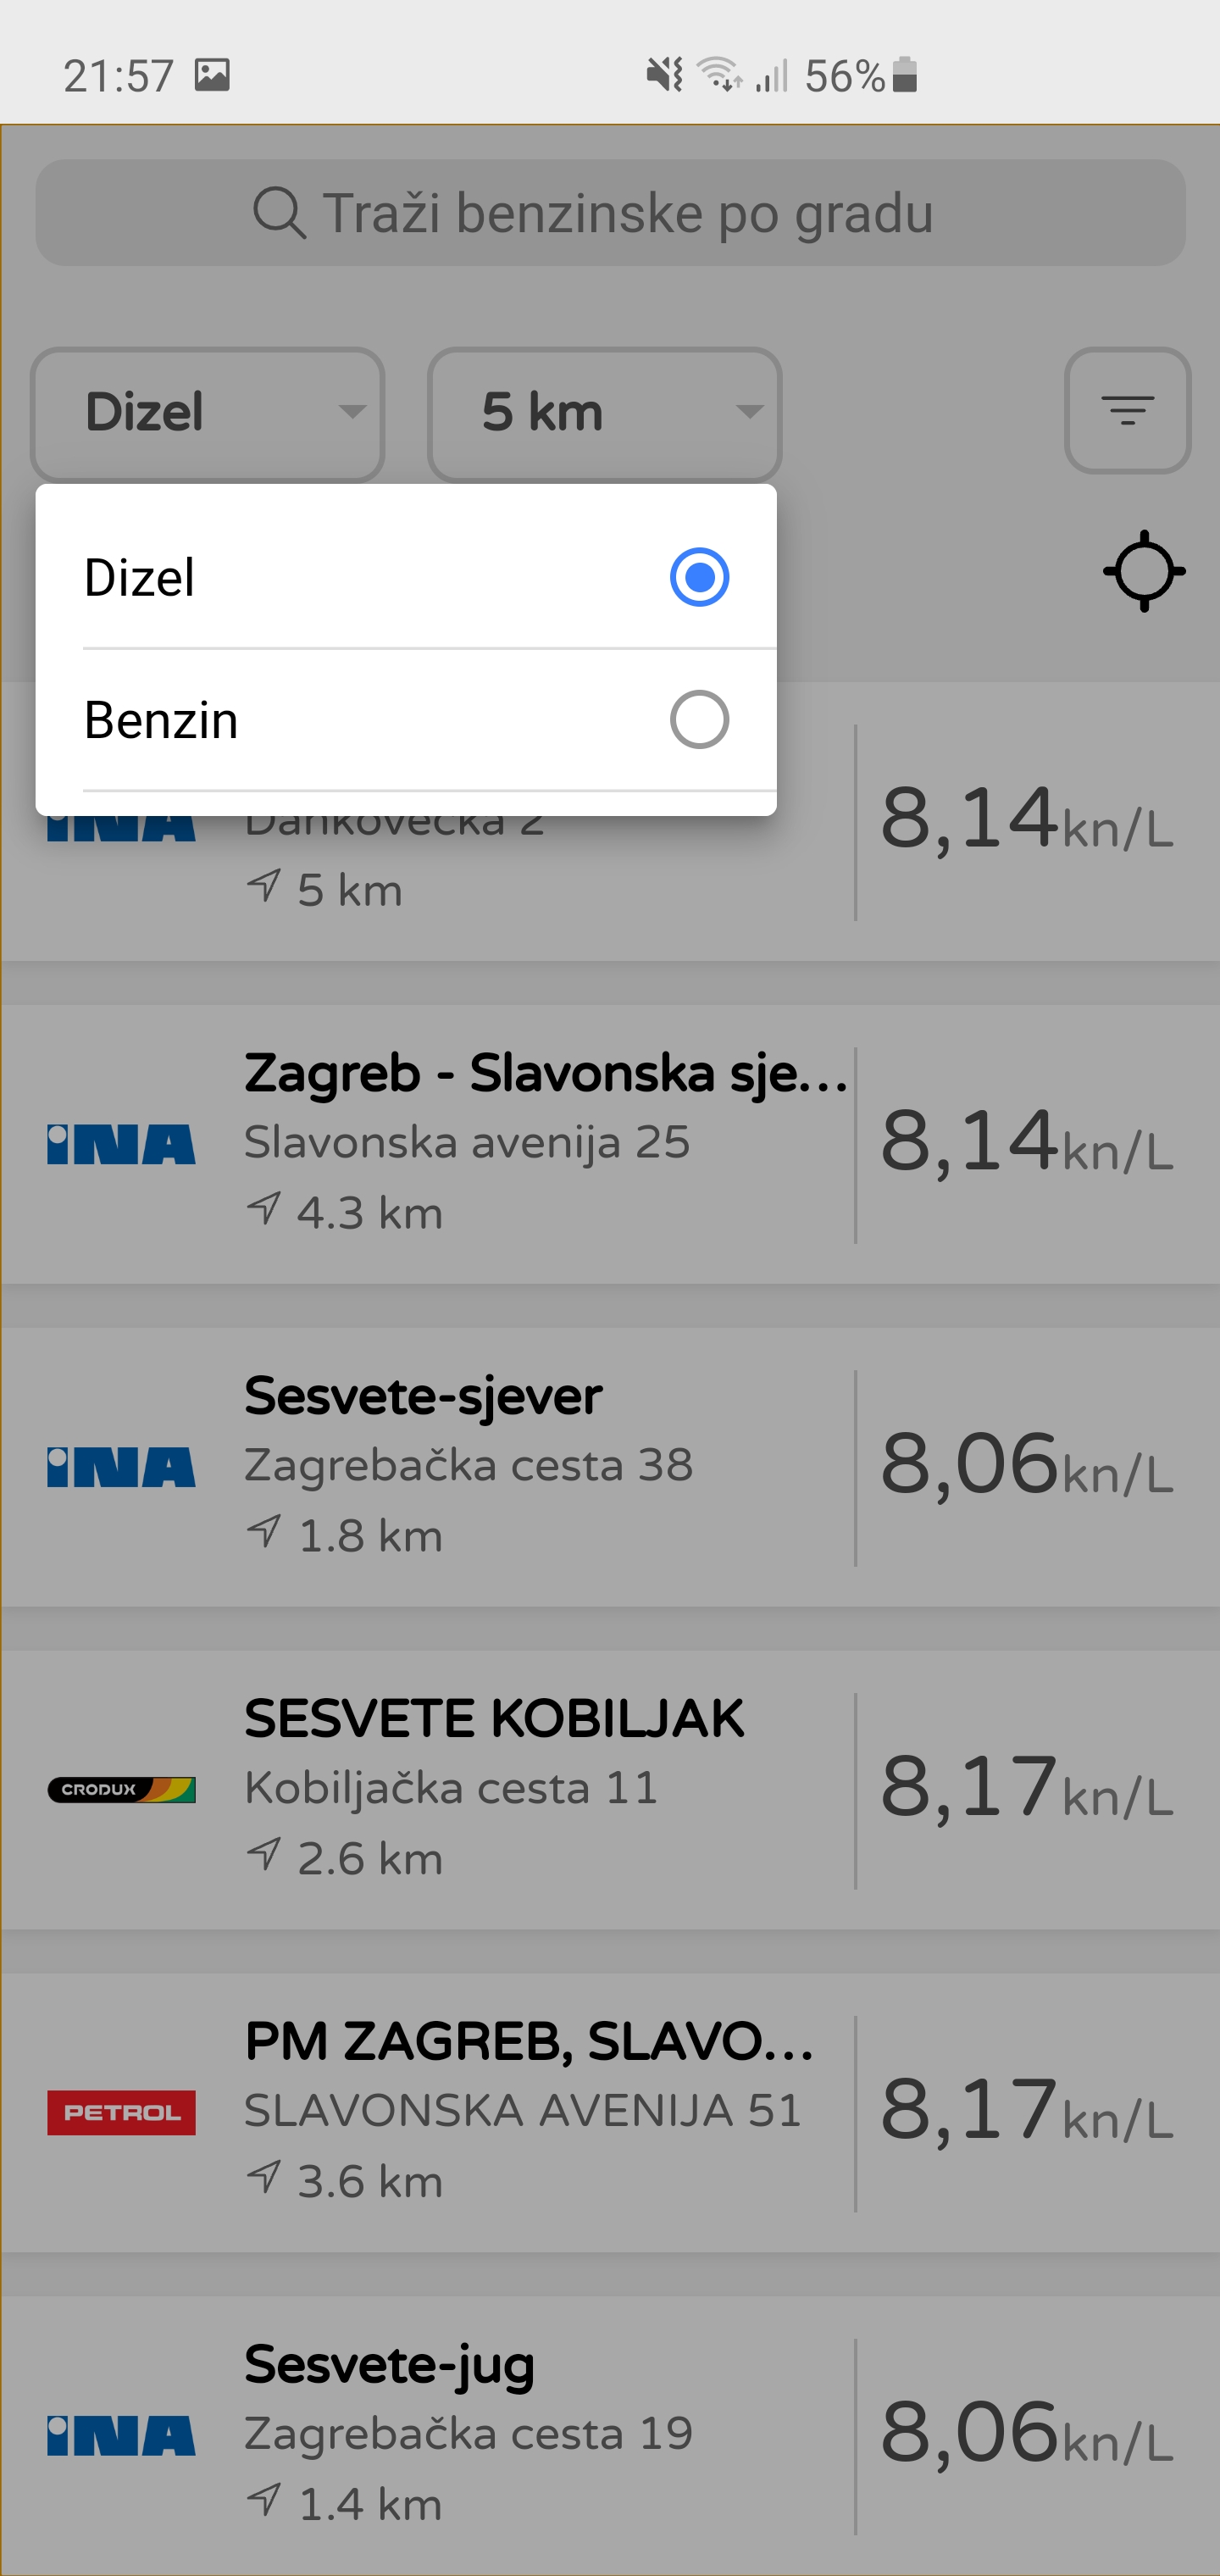 21:57
56%
Traži benzinske po gradu
Dizel
5 km
Dizel
Benzin
INA
Dankovečka 2
5 km
8,14kn/L
Zagreb - Slavonska sje...
INA
Slavonska avenija 25
4.3 km
8,14kn/L
Sesvete-sjever
INA
Zagrebačka cesta 38
1.8 km
8,06kn/L
SESVETE KOBILJAK
CRODUX
Kobiljačka cesta 11
2.6 km
8,17kn/L
PM ZAGREB, SLAVO...
PETROL
SLAVONSKA AVENIJA 51
3.6 km
8,17kn/L
Sesvete-jug
INA
Zagrebačka cesta 19
1.4 km
8,06kn/L